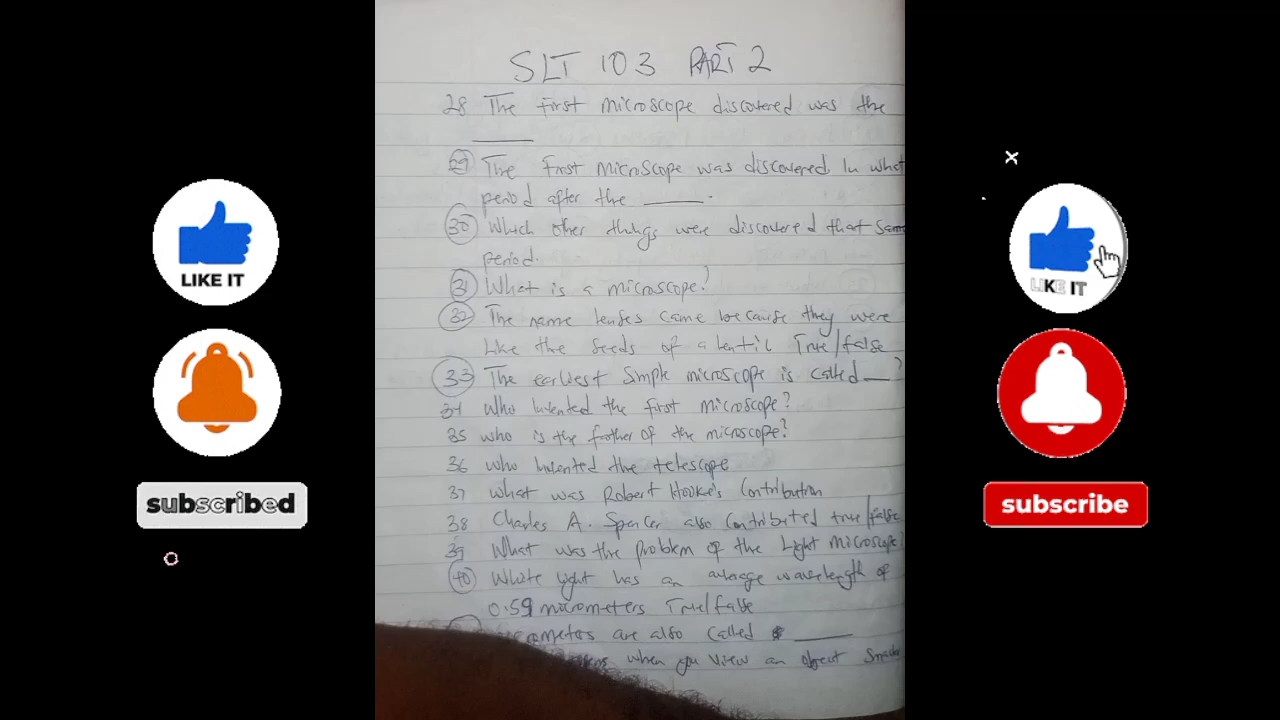 SLT 103 PART 2
28 The first microscope discovered was the
29 The first microscope was discovered in what
period after the
30 Which other things were discovered that same
period.
31 What is a microscope?
32 The name lenses came because they were
like the seeds of a lentil True/false
33 The earliest simple microscope is called ?
34 who invented the first microscope?
35 who is the father of the microscope?
36 who invented the telescope
37 what was Robert Hooke's contribution
38 Charles A. Spencer also contributed true/false
39 What was the problem of the light microscope?
40 White light has an average wavelength of
0.59 micrometers True/false
crometers are also called
when you view an object smaller
LIKE IT
subscribed
LIKE IT
subscribe